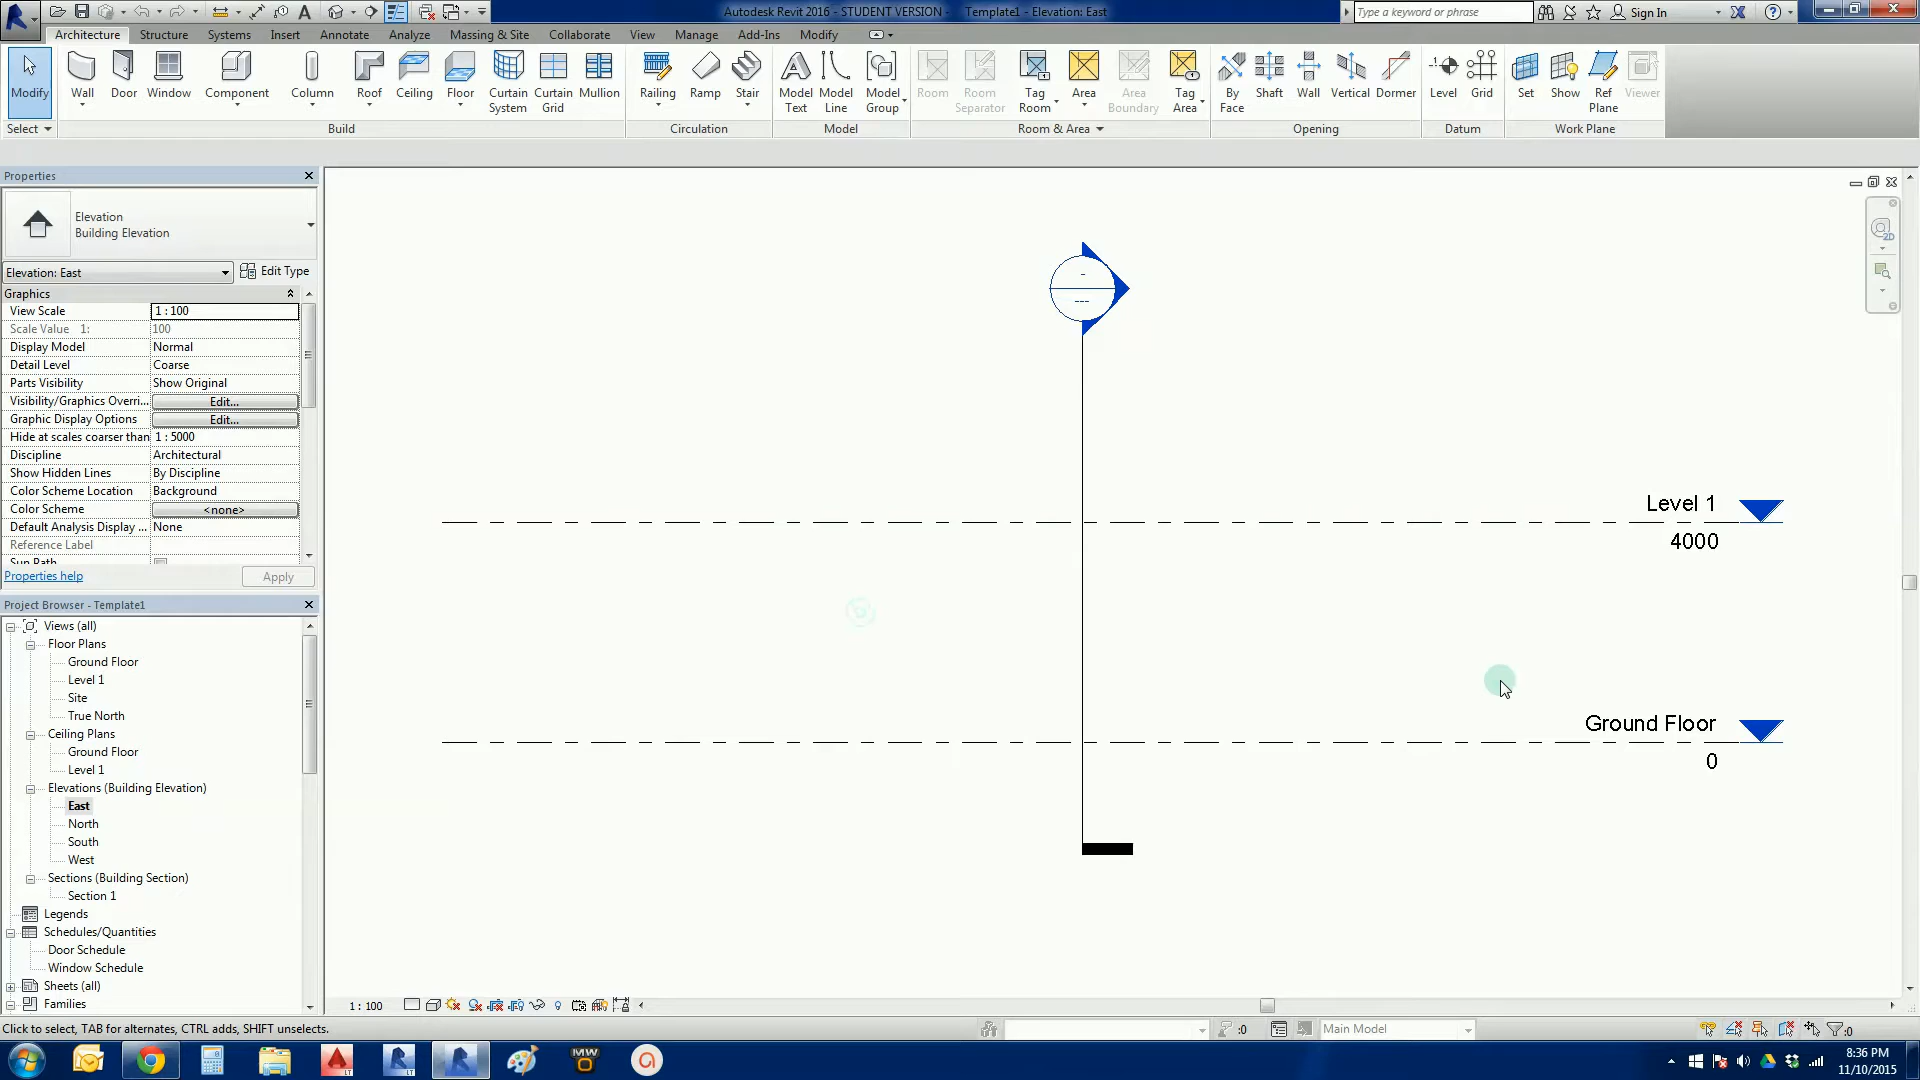 Autodesk Revit 2016 - STUDENT VERSION - Template1 - Elevation: East
Type a keyword or phrase
Sign In
Architecture Structure Systems Insert Annotate Analyze Massing & Site Collaborate View Manage Add-Ins Modify
Modify Wall Door Window Component Column Roof Ceiling Floor Curtain System Curtain Grid Mullion Railing Ramp Stair Model Text Model Line Model Group Room Room Separator Tag Room Area Area Boundary Tag Area By Face Shaft Wall Vertical Dormer Level Grid Set Show Ref Plane Viewer
Select Build Circulation Model Room & Area Opening Datum Work Plane
Properties
Elevation
Building Elevation
Elevation: East Edit Type
Graphics
View Scale 1 : 100
Scale Value 1: 100
Display Model Normal
Detail Level Coarse
Parts Visibility Show Original
Visibility/Graphics Overri... Edit...
Graphic Display Options Edit...
Hide at scales coarser than 1 : 5000
Discipline Architectural
Show Hidden Lines By Discipline
Color Scheme Location Background
Color Scheme <none>
Default Analysis Display ... None
Reference Label
Sun Path
Properties help Apply
Project Browser - Template1
Views (all)
Floor Plans
Ground Floor
Level 1
Site
True North
Ceiling Plans
Ground Floor
Level 1
Elevations (Building Elevation)
East
North
South
West
Sections (Building Section)
Section 1
Legends
Schedules/Quantities
Door Schedule
Window Schedule
Sheets (all)
Families
2D
-
---
Level 1
4000
Ground Floor
0
1 : 100
Click to select, TAB for alternates, CTRL adds, SHIFT unselects.
:0
Main Model
:0
LT
LT
MW
8:36 PM
11/10/2015